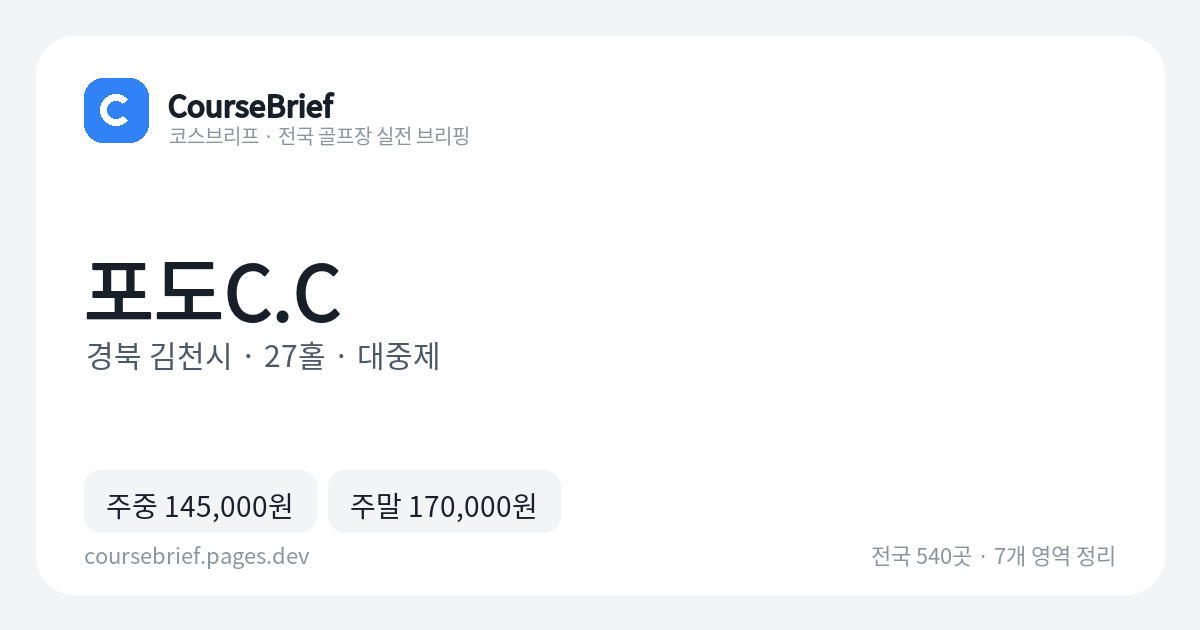 C
CourseBrief
코스브리프 · 전국 골프장 실전 브리핑
포도C.C
경북 김천시 · 27홀 · 대중제
주중 145,000원 주말 170,000원
coursebrief.pages.dev 전국 540곳 · 7개 영역 정리